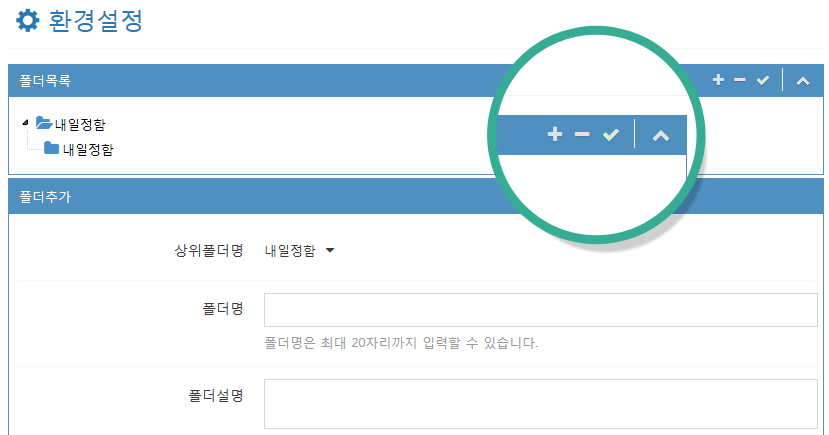 환경설정
폴더목록
내일정함
내일정함
폴더추가
상위폴더명 내일정함
폴더명
폴더명은 최대 20자리까지 입력할 수 있습니다.
폴더설명